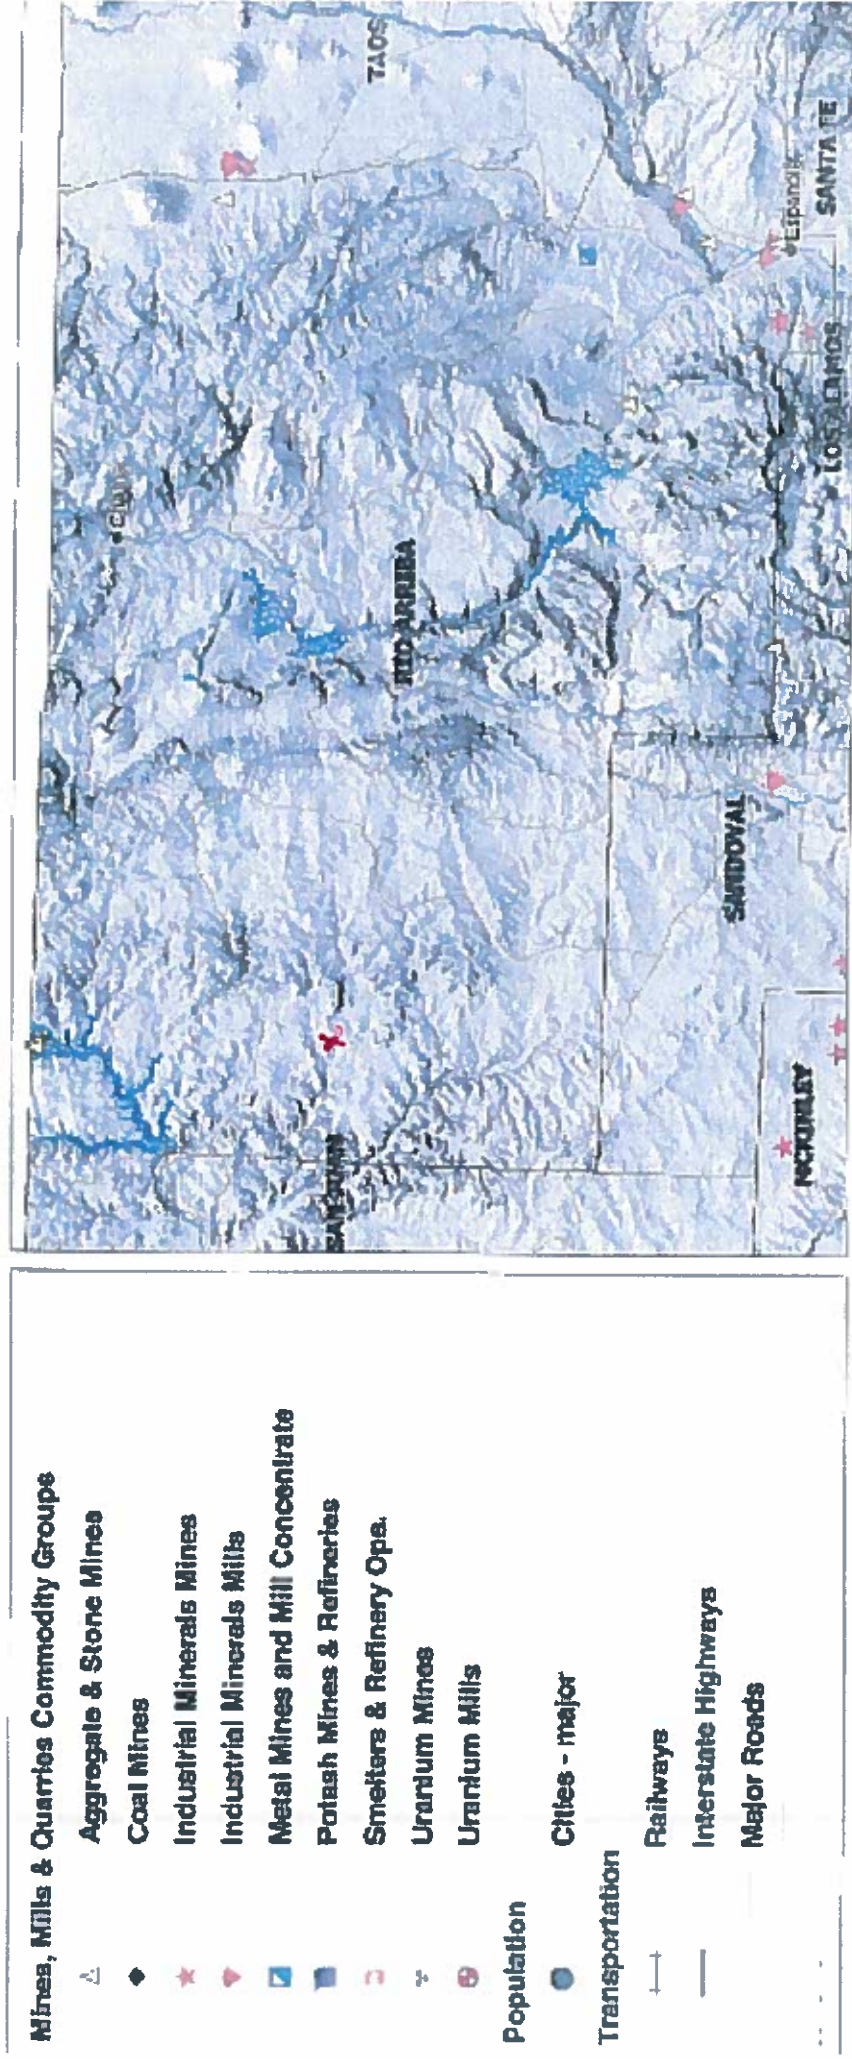 Mines, Mills & Quarries Commodity Groups
Aggregate & Stone Mines
Coal Mines
Industrial Minerals Mines
Industrial Minerals Mills
Metal Mines and Mill Concentrate
Potash Mines & Refineries
Smelters & Refinery Ops.
Uranium Mines
Uranium Mills
Population
Cities - major
Transportation
Railways
Interstate Highways
Major Roads
SAN JUAN
RIO ARRIBA
TAOS
MCKINLEY
SANDOVAL
LOS ALAMOS
Espanola
SANTA FE